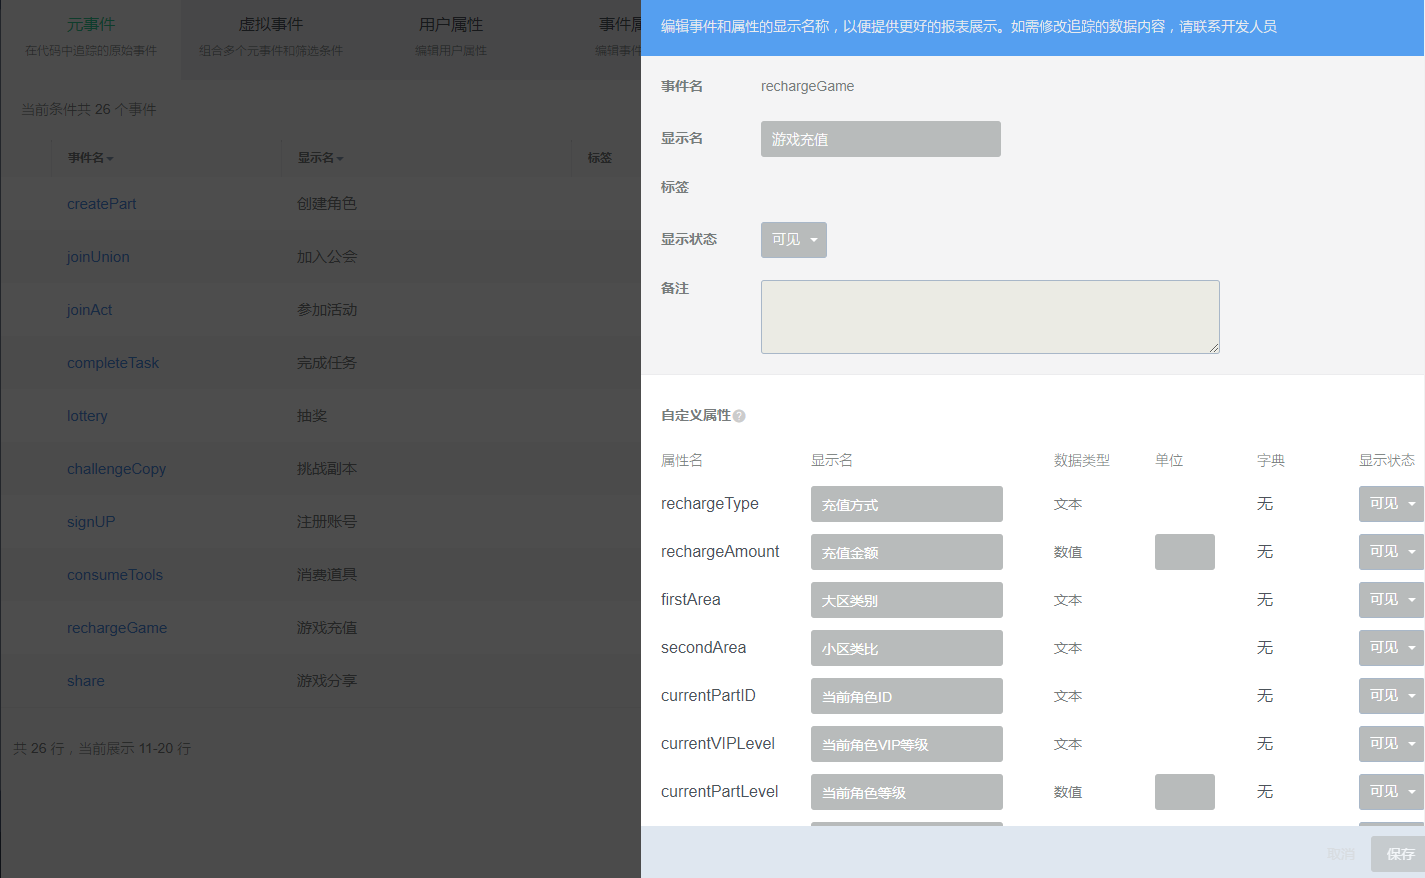 元事件
在代码中追踪的原始事件
虚拟事件
组合多个元事件和筛选条件
用户属性
编辑用户属性
事件属
编辑事件
当前条件共 26 个事件
事件名 显示名 标签
createPart 创建角色
joinUnion 加入公会
joinAct 参加活动
completeTask 完成任务
lottery 抽奖
challengeCopy 挑战副本
signUP 注册账号
consumeTools 消费道具
rechargeGame 游戏充值
share 游戏分享
共 26 行，当前展示 11-20 行
编辑事件和属性的显示名称，以便提供更好的报表展示。如需修改追踪的数据内容，请联系开发人员
事件名 rechargeGame
显示名 游戏充值
标签
显示状态 可见
备注
自定义属性 ?
属性名 显示名 数据类型 单位 字典 显示状态
rechargeType 充值方式 文本 无 可见
rechargeAmount 充值金额 数值 无 可见
firstArea 大区类别 文本 无 可见
secondArea 小区类比 文本 无 可见
currentPartID 当前角色ID 文本 无 可见
currentVIPLevel 当前角色VIP等级 文本 无 可见
currentPartLevel 当前角色等级 数值 无 可见
取消 保存